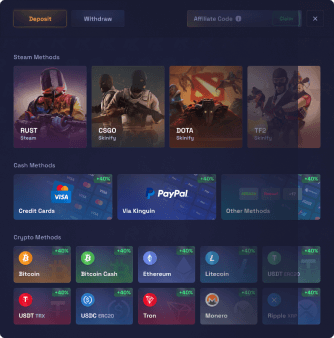 Deposit
Withdraw
Affiliate Code
Save
Steam Methods
RUST
Steam
CSGO
Skinify
DOTA
Skinify
TF2
Skinify
Cash Methods
+40%
+40%
+40%
VISA
PayPal
Credit Cards
Via Kinguin
Other Methods
Crypto Methods
+40%
+40%
+40%
+40%
+40%
Bitcoin
Bitcoin Cash
Ethereum
Litecoin
USDT ERC20
+40%
+40%
+40%
+40%
+40%
USDT TRX
USDC ERC20
Tron
Monero
Ripple XRP